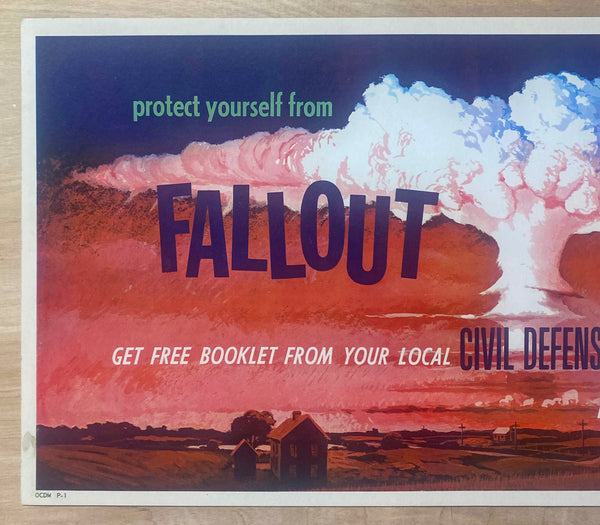 protect yourself from
FALLOUT
GET FREE BOOKLET FROM YOUR LOCAL CIVIL DEFENS
OCDM P-1